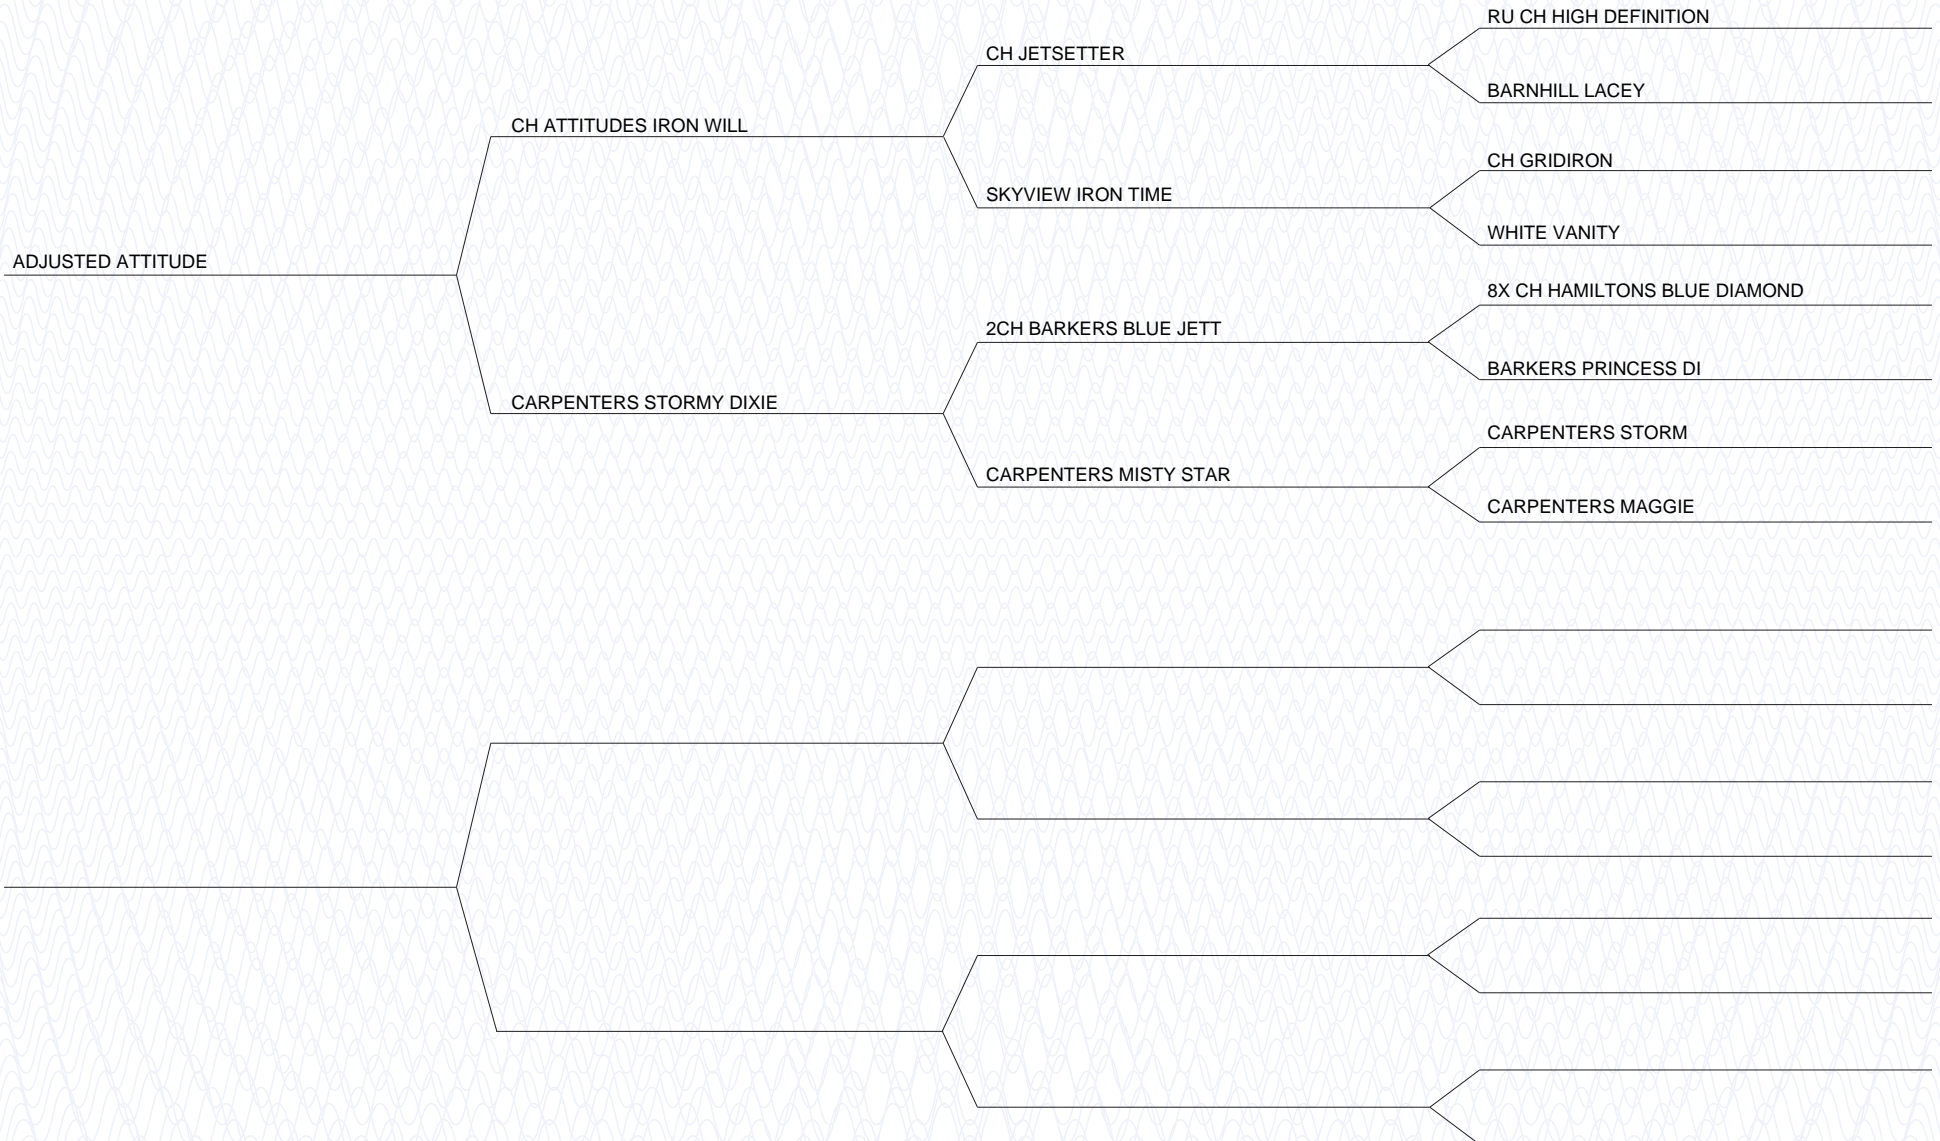 RU CH HIGH DEFINITION
CH JETSETTER
BARNHILL LACEY
CH ATTITUDES IRON WILL
CH GRIDIRON
SKYVIEW IRON TIME
WHITE VANITY
ADJUSTED ATTITUDE
8X CH HAMILTONS BLUE DIAMOND
2CH BARKERS BLUE JETT
BARKERS PRINCESS DI
CARPENTERS STORMY DIXIE
CARPENTERS STORM
CARPENTERS MISTY STAR
CARPENTERS MAGGIE